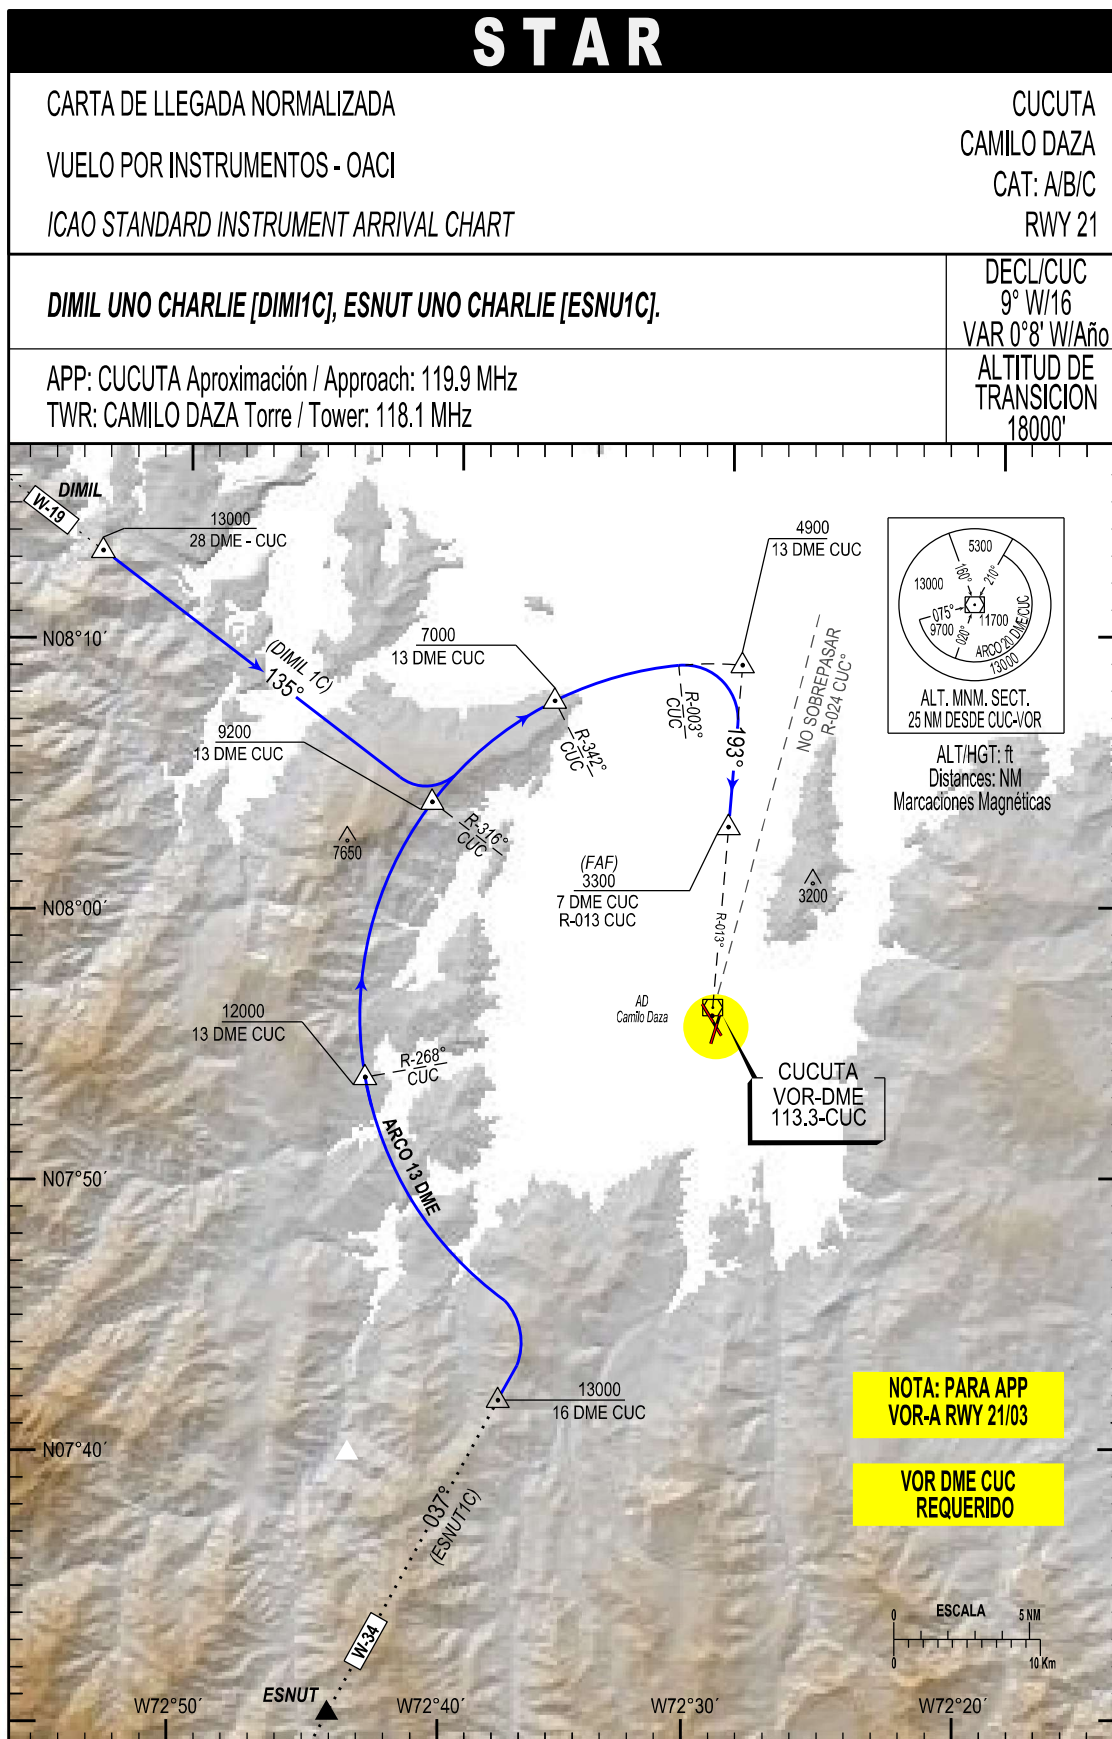 STAR
CARTA DE LLEGADA NORMALIZADA
VUELO POR INSTRUMENTOS - OACI
ICAO STANDARD INSTRUMENT ARRIVAL CHART
CUCUTA
CAMILO DAZA
CAT: A/B/C
RWY 21
DIMIL UNO CHARLIE [DIMI1C], ESNUT UNO CHARLIE [ESNU1C].
DECL/CUC
9° W/16
VAR 0°8' W/Año
APP: CUCUTA Aproximación / Approach: 119.9 MHz
TWR: CAMILO DAZA Torre / Tower: 118.1 MHz
ALTITUD DE
TRANSICION
18000'
DIMIL
W-19
13000
28 DME - CUC
4900
13 DME CUC
5300
13000
160°
210°
075°
9700
020°
11700
ARCO 20 DME/CUC
13000
ALT. MNM. SECT.
25 NM DESDE CUC-VOR
ALT/HGT: ft
Distances: NM
Marcaciones Magnéticas
N08°10´
(DIMIL 1C)
135°
7000
13 DME CUC
R-003°
CUC
NO SOBREPASAR
R-024 CUC°
193°
9200
13 DME CUC
R-342°
CUC
R-316°
CUC
7650
(FAF)
3300
7 DME CUC
R-013 CUC
3200
N08°00´
R-013°
12000
13 DME CUC
AD
Camilo Daza
R-268°
CUC
CUCUTA
VOR-DME
113.3-CUC
ARCO 13 DME
N07°50´
13000
16 DME CUC
NOTA: PARA APP
VOR-A RWY 21/03
N07°40´
VOR DME CUC
REQUERIDO
037°
(ESNUT1C)
W-34
ESCALA
0
5 NM
0
10 Km
ESNUT
W72°50´
W72°40´
W72°30´
W72°20´